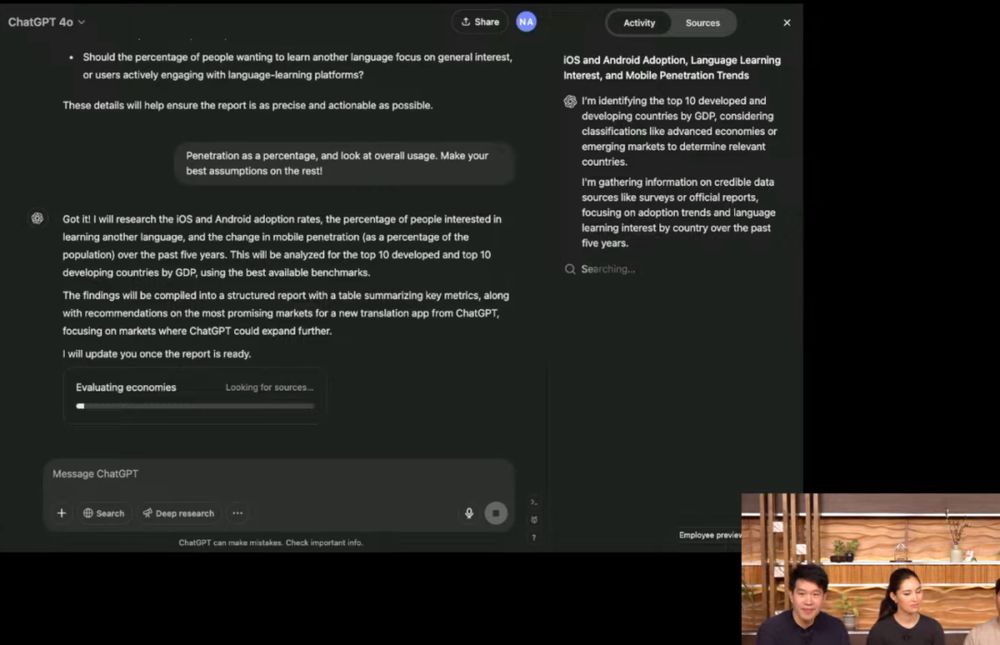 ChatGPT 4o
Share
NA
Activity
Sources
Should the percentage of people wanting to learn another language focus on general interest,
or users actively engaging with language-learning platforms?
These details will help ensure the report is as precise and actionable as possible.
Penetration as a percentage, and look at overall usage. Make your
best assumptions on the rest!
Got it! I will research the iOS and Android adoption rates, the percentage of people interested in
learning another language, and the change in mobile penetration (as a percentage of the
population) over the past five years. This will be analyzed for the top 10 developed and top 10
developing countries by GDP, using the best available benchmarks.
The findings will be compiled into a structured report with a table summarizing key metrics, along
with recommendations on the most promising markets for a new translation app from ChatGPT,
focusing on markets where ChatGPT could expand further.
I will update you once the report is ready.
Evaluating economies
Looking for sources...
Message ChatGPT
Search
Deep research
ChatGPT can make mistakes. Check important info.
iOS and Android Adoption, Language Learning
Interest, and Mobile Penetration Trends
I'm identifying the top 10 developed and
developing countries by GDP, considering
classifications like advanced economies or
emerging markets to determine relevant
countries.
I'm gathering information on credible data
sources like surveys or official reports,
focusing on adoption trends and language
learning interest by country over the past
five years.
Searching...
Employee preview